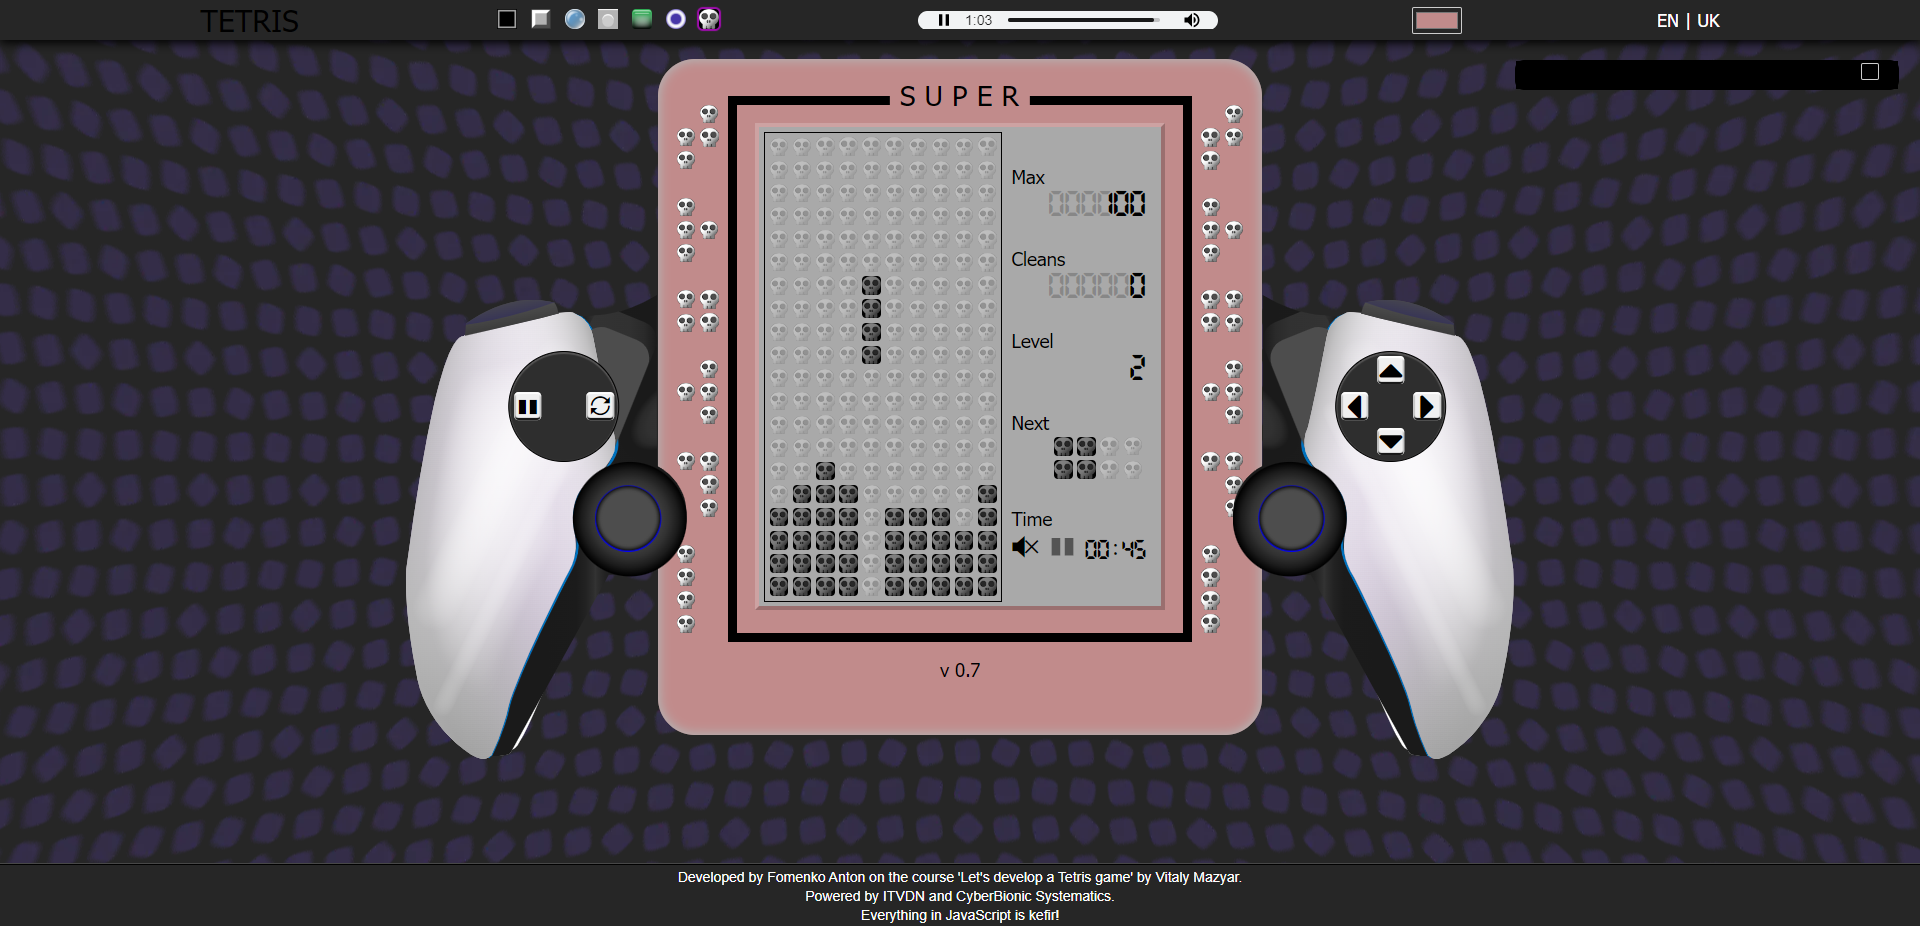 TETRIS
1:03
EN | UK
SUPER
Max
100
Cleans
0
Level
2
Next
Time
00:45
v 0.7
Developed by Fomenko Anton on the course 'Let's develop a Tetris game' by Vitaly Mazyar.
Powered by ITVDN and CyberBionic Systematics.
Everything in JavaScript is kefir!